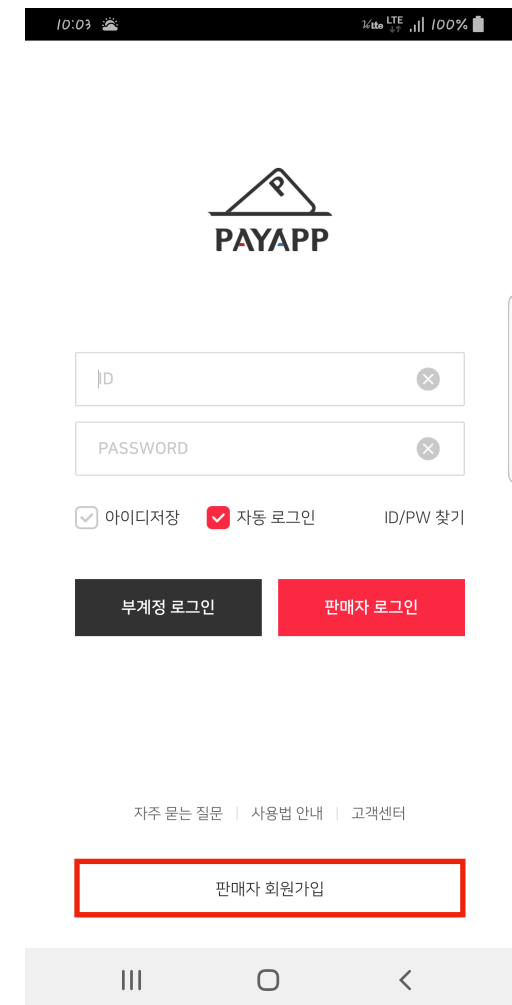 10:03 LTE 100%
P
PAYAPP
ID
PASSWORD
아이디저장 자동 로그인 ID/PW 찾기
부계정 로그인 판매자 로그인
자주 묻는 질문 | 사용법 안내 | 고객센터
판매자 회원가입